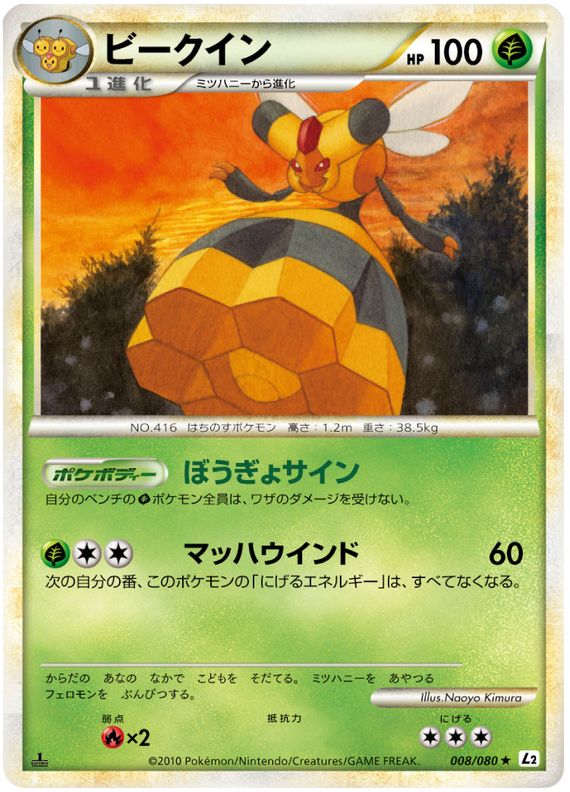 ビークイン
HP 100
1進化
ミツハニーから進化
NO.416 はちのすポケモン 高さ:1.2m 重さ:38.5kg
ポケボディー ぼうぎょサイン
自分のベンチのポケモン全員は、ワザのダメージを受けない。
マッハウインド 60
次の自分の番、このポケモンの「にげるエネルギー」は、すべてなくなる。
からだの あなの なかで こどもを そだてる。 ミツハニーを あやつる
フェロモンを ぶんぴつする。
Illus.Naoyo Kimura
弱点 抵抗力 にげる
×2
©2010 Pokémon/Nintendo/Creatures/GAME FREAK.
008/080 ★ L2
1